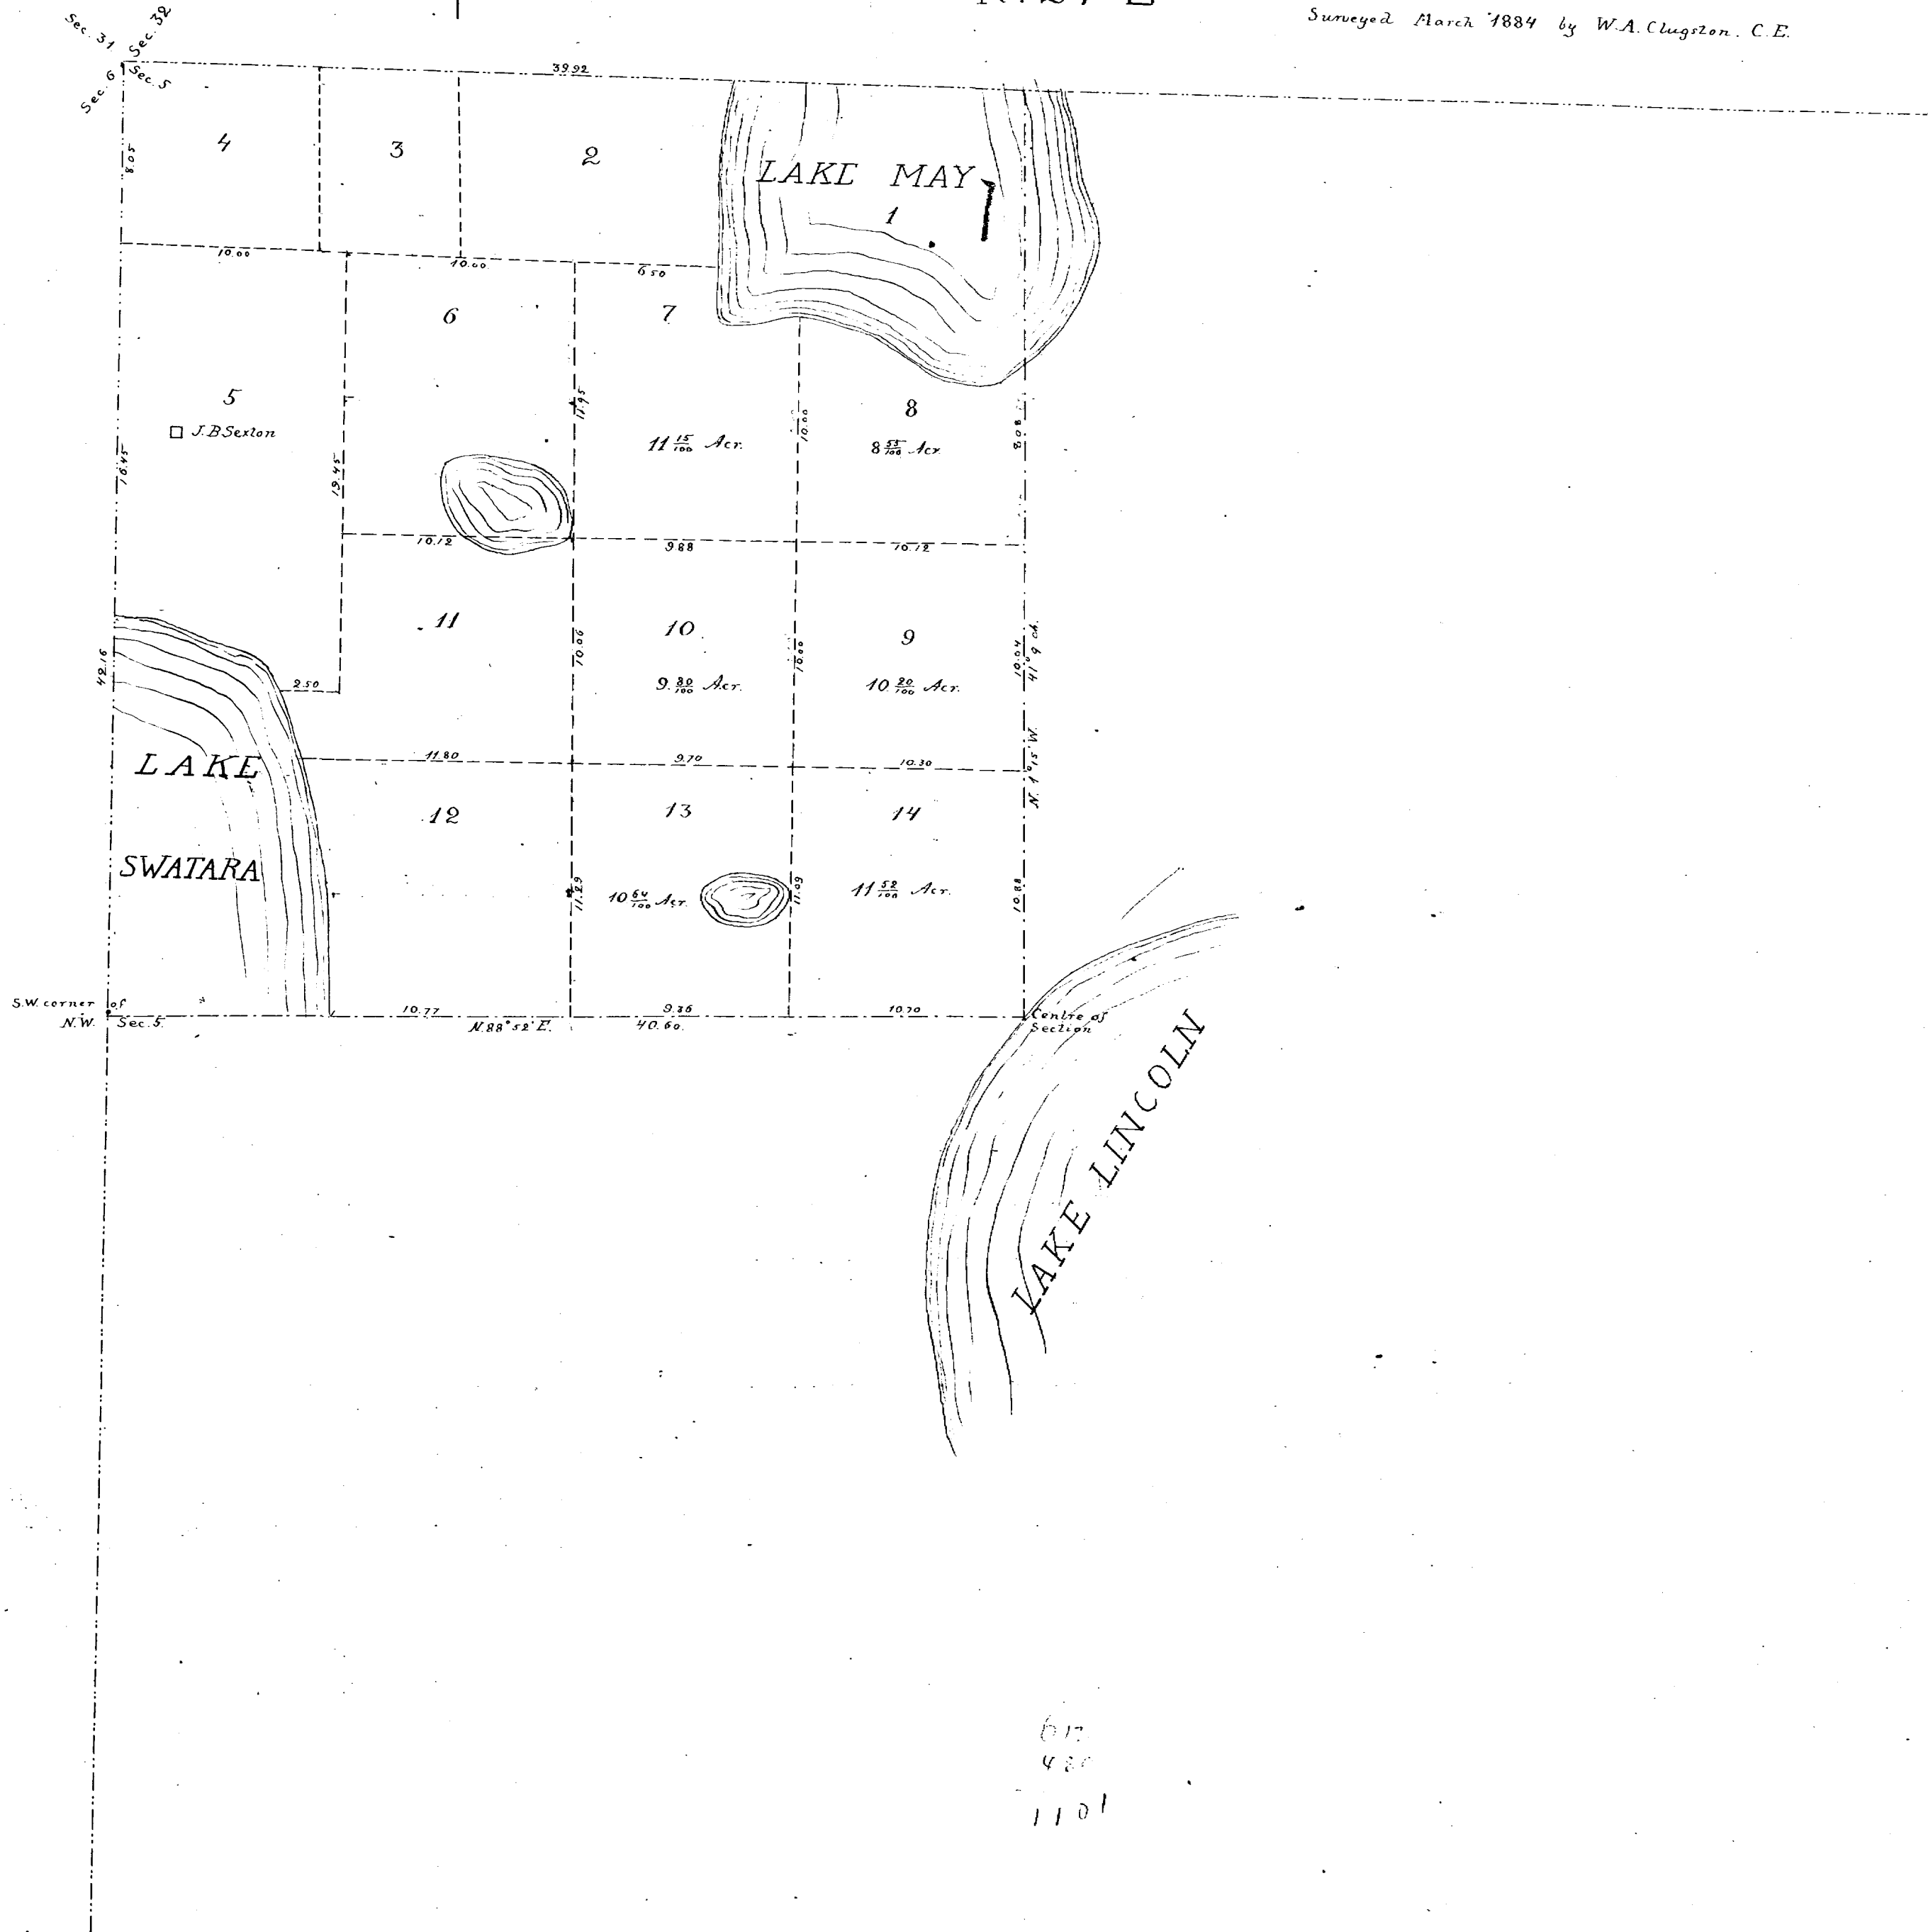 Surveyed March 1884 by W.A. Clugston. C.E.
Sec. 31
Sec. 32
Sec. 6
Sec. 5
39.92
8.05
4
3
2
LAKE MAY
1
10.00
10.00
6 50
6
7
5
J.B Sexton
16.45
19.45
11.95
11 15/100 Acr.
10.00
8
8 55/100 Acr.
8.08
10.12
9.88
10.12
11
10
9
42.16
10.06
10.00
10.04
41° 9 ch.
2.50
9. 80/100 Acr.
10 20/100 Acr.
N. 1° 15' W.
11.80
9.70
10.30
LAKE
SWATARA
12
13
14
11.29
10 64/100 Acr.
11.09
11 52/100 Acr.
10.88
S.W. corner of
N.W. Sec. 5.
10.77
9.36
10.70
N. 88° 52' E.
40.60.
Centre of
Section
LAKE LINCOLN
1101